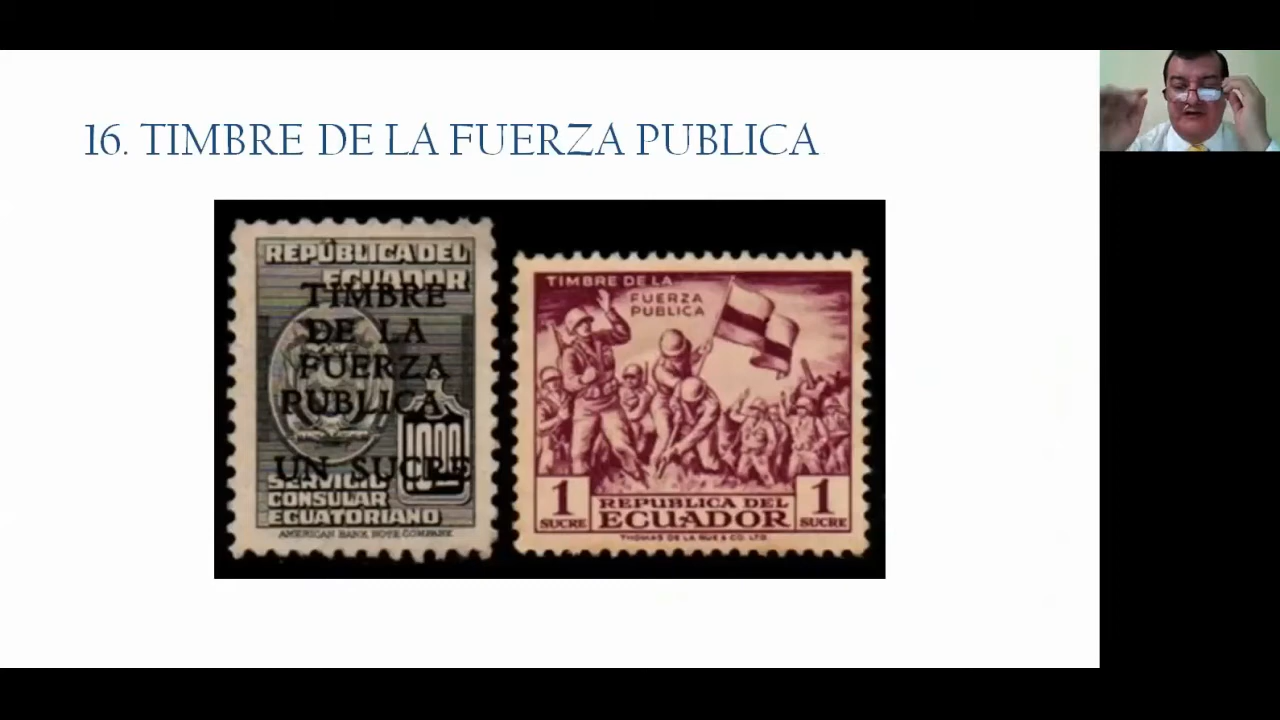 16. TIMBRE DE LA FUERZA PUBLICA
REPÚBLICA DEL
ECUADOR
TIMBRE
DE LA
FUERZA
PUBLICA
UN SUCRE
SERVICIO
CONSULAR
ECUATORIANO
AMERICAN BANK NOTE COMPANY
TIMBRE DE LA
FUERZA
PUBLICA
1
SUCRE
REPUBLICA DEL
ECUADOR
1
SUCRE
THOMAS DE LA RUE & CO. LTD.